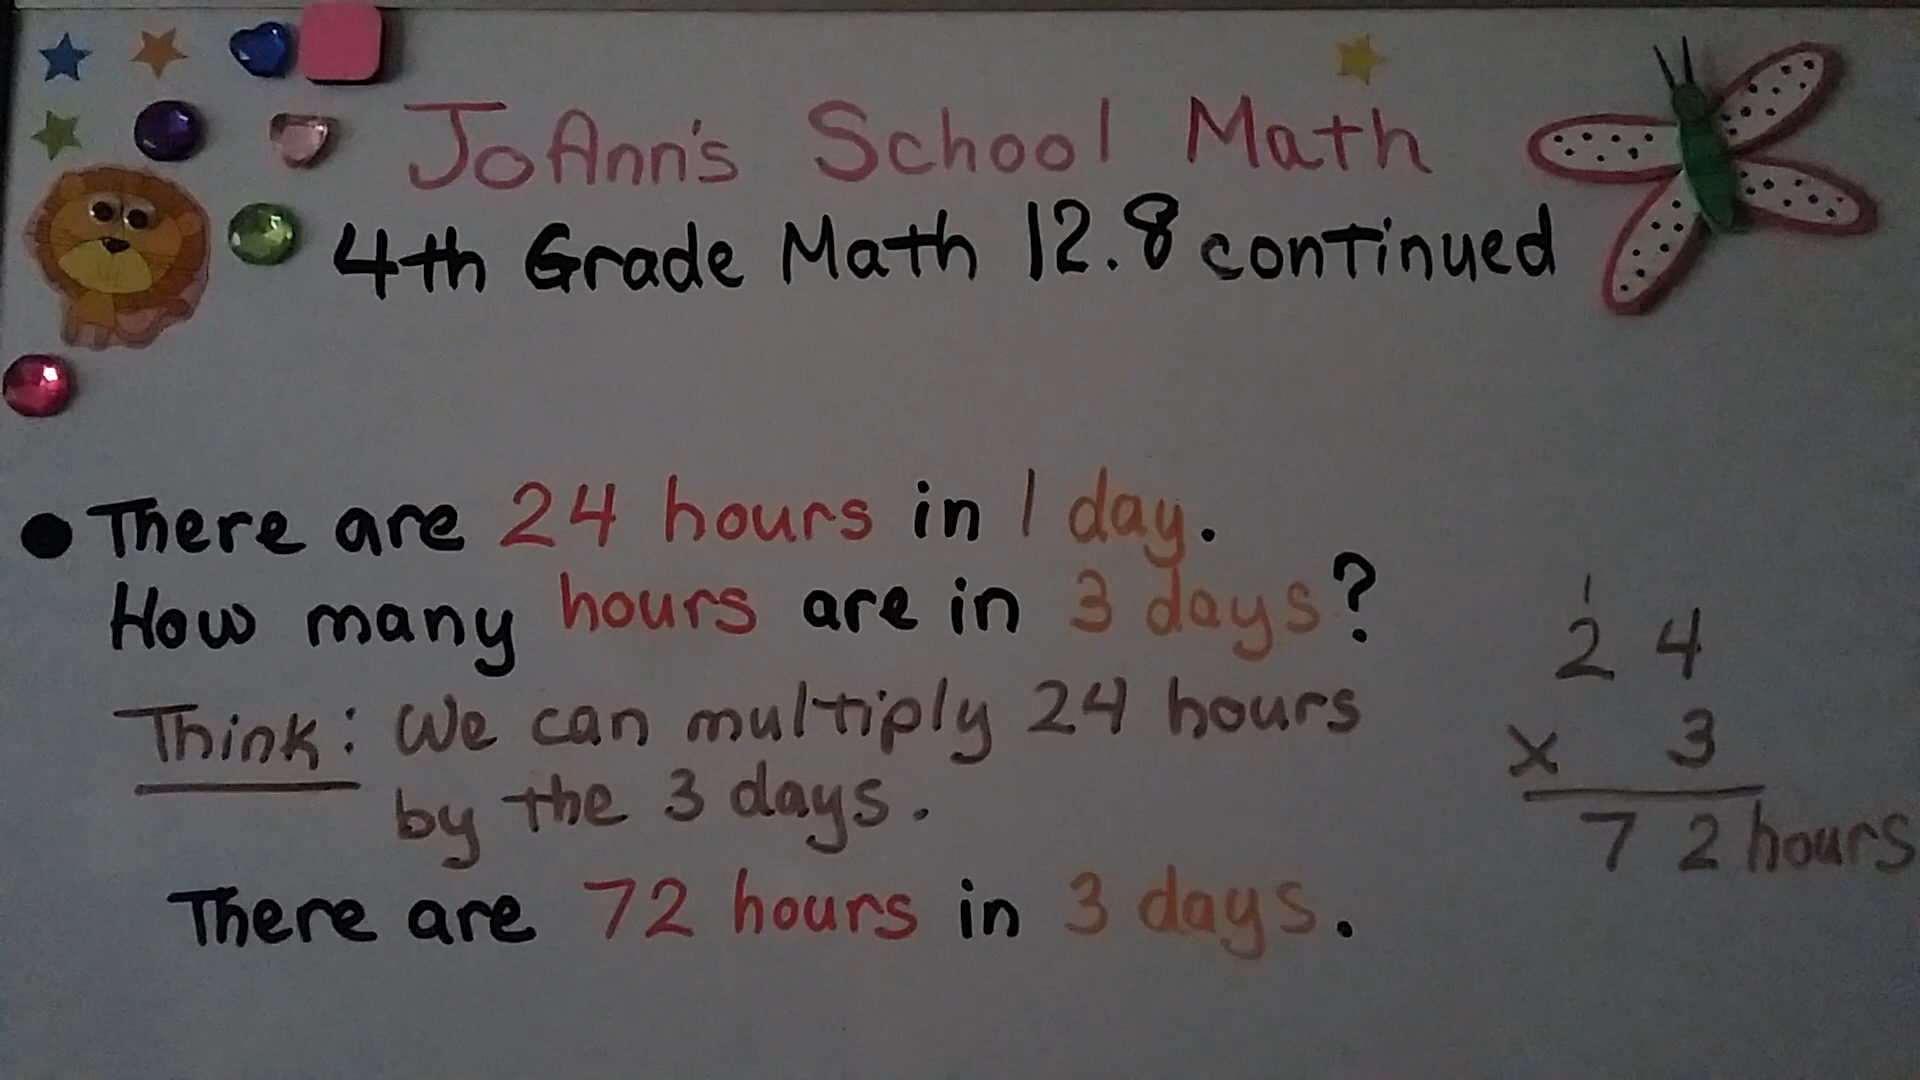 JoAnn's School Math
4th Grade Math 12.8 continued
● There are 24 hours in 1 day.
How many hours are in 3 days?
Think: We can multiply 24 hours
by the 3 days.
There are 72 hours in 3 days.
1
2 4
x 3
7 2 hours